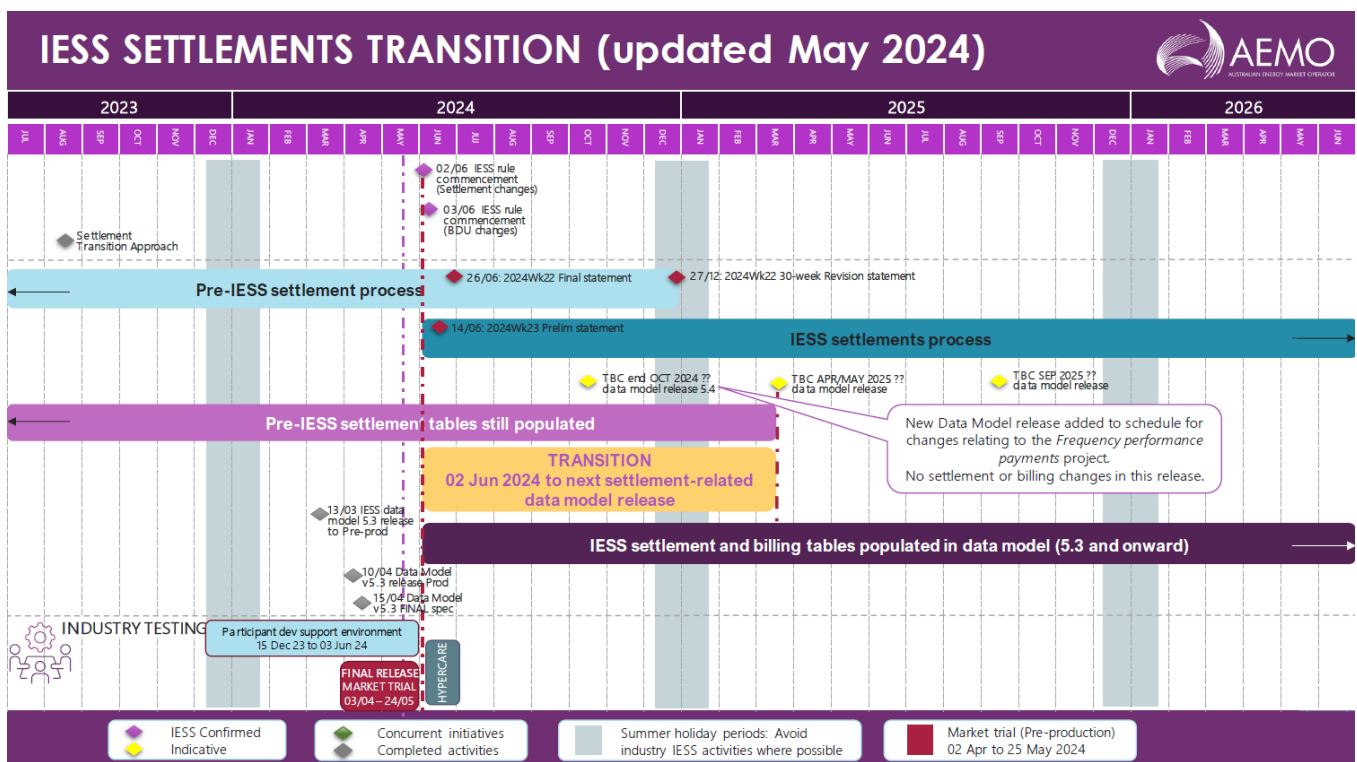 IESS SETTLEMENTS TRANSITION (updated May 2024)
AEMO
AUSTRALIAN ENERGY MARKET OPERATOR
2023
2024
2025
2026
JUL AUG SEP OCT NOV DEC JAN FEB MAR APR MAY JUN JUL AUG SEP OCT NOV DEC JAN FEB MAR APR MAY JUN JUL AUG SEP OCT NOV DEC JAN FEB MAR APR MAY JUN
02/06 IESS rule
commencement
(Settlement changes)
03/06 IESS rule
commencement
(BDU changes)
Settlement
Transition Approach
Pre-IESS settlement process
26/06: 2024Wk22 Final statement
27/12: 2024Wk22 30-week Revision statement
14/06: 2024Wk23 Prelim statement
IESS settlements process
TBC end OCT 2024 ??
data model release 5.4
TBC APR/MAY 2025 ??
data model release
TBC SEP 2025 ??
data model release
Pre-IESS settlement tables still populated
New Data Model release added to schedule for
changes relating to the Frequency performance
payments project.
No settlement or billing changes in this release.
TRANSITION
02 Jun 2024 to next settlement-related
data model release
13/03 IESS data
model 5.3 release
to Pre-prod
IESS settlement and billing tables populated in data model (5.3 and onward)
10/04 Data Model
v5.3 release Prod
15/04 Data Model
v5.3 FINAL spec
INDUSTRY TESTING
Participant dev support environment
15 Dec 23 to 03 Jun 24
FINAL RELEASE
MARKET TRIAL
03/04 – 24/05
HYPERCARE
IESS Confirmed
Indicative
Concurrent initiatives
Completed activities
Summer holiday periods: Avoid
industry IESS activities where possible
Market trial (Pre-production)
02 Apr to 25 May 2024